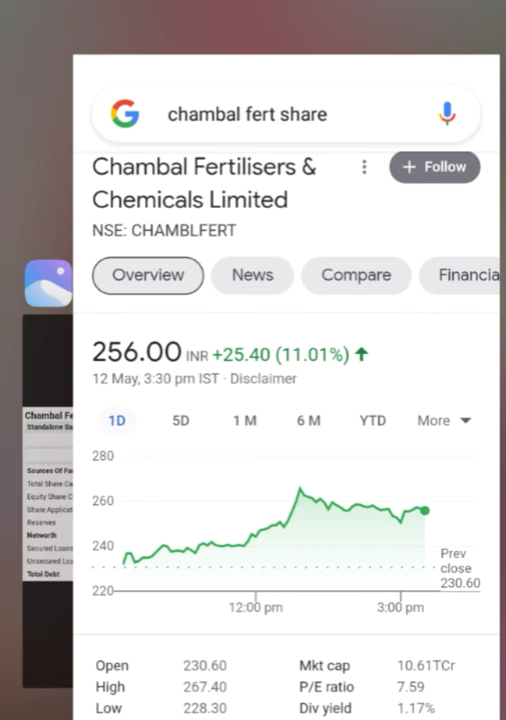 chambal fert share
Chambal Fertilisers &
Chemicals Limited
+ Follow
NSE: CHAMBLFERT
Overview
News
Compare
Financia
256.00 INR +25.40 (11.01%)
12 May, 3:30 pm IST · Disclaimer
1D
5D
1 M
6 M
YTD
More
280
260
240
220
Prev
close
230.60
12:00 pm
3:00 pm
Open 230.60
Mkt cap 10.61TCr
High 267.40
P/E ratio 7.59
Low 228.30
Div yield 1.17%
Chambal Fe
Standalone Ba
Sources Of Fu
Total Share Ca
Equity Share C
Share Applicat
Reserves
Networth
Secured Loans
Unsecured Loa
Total Debt